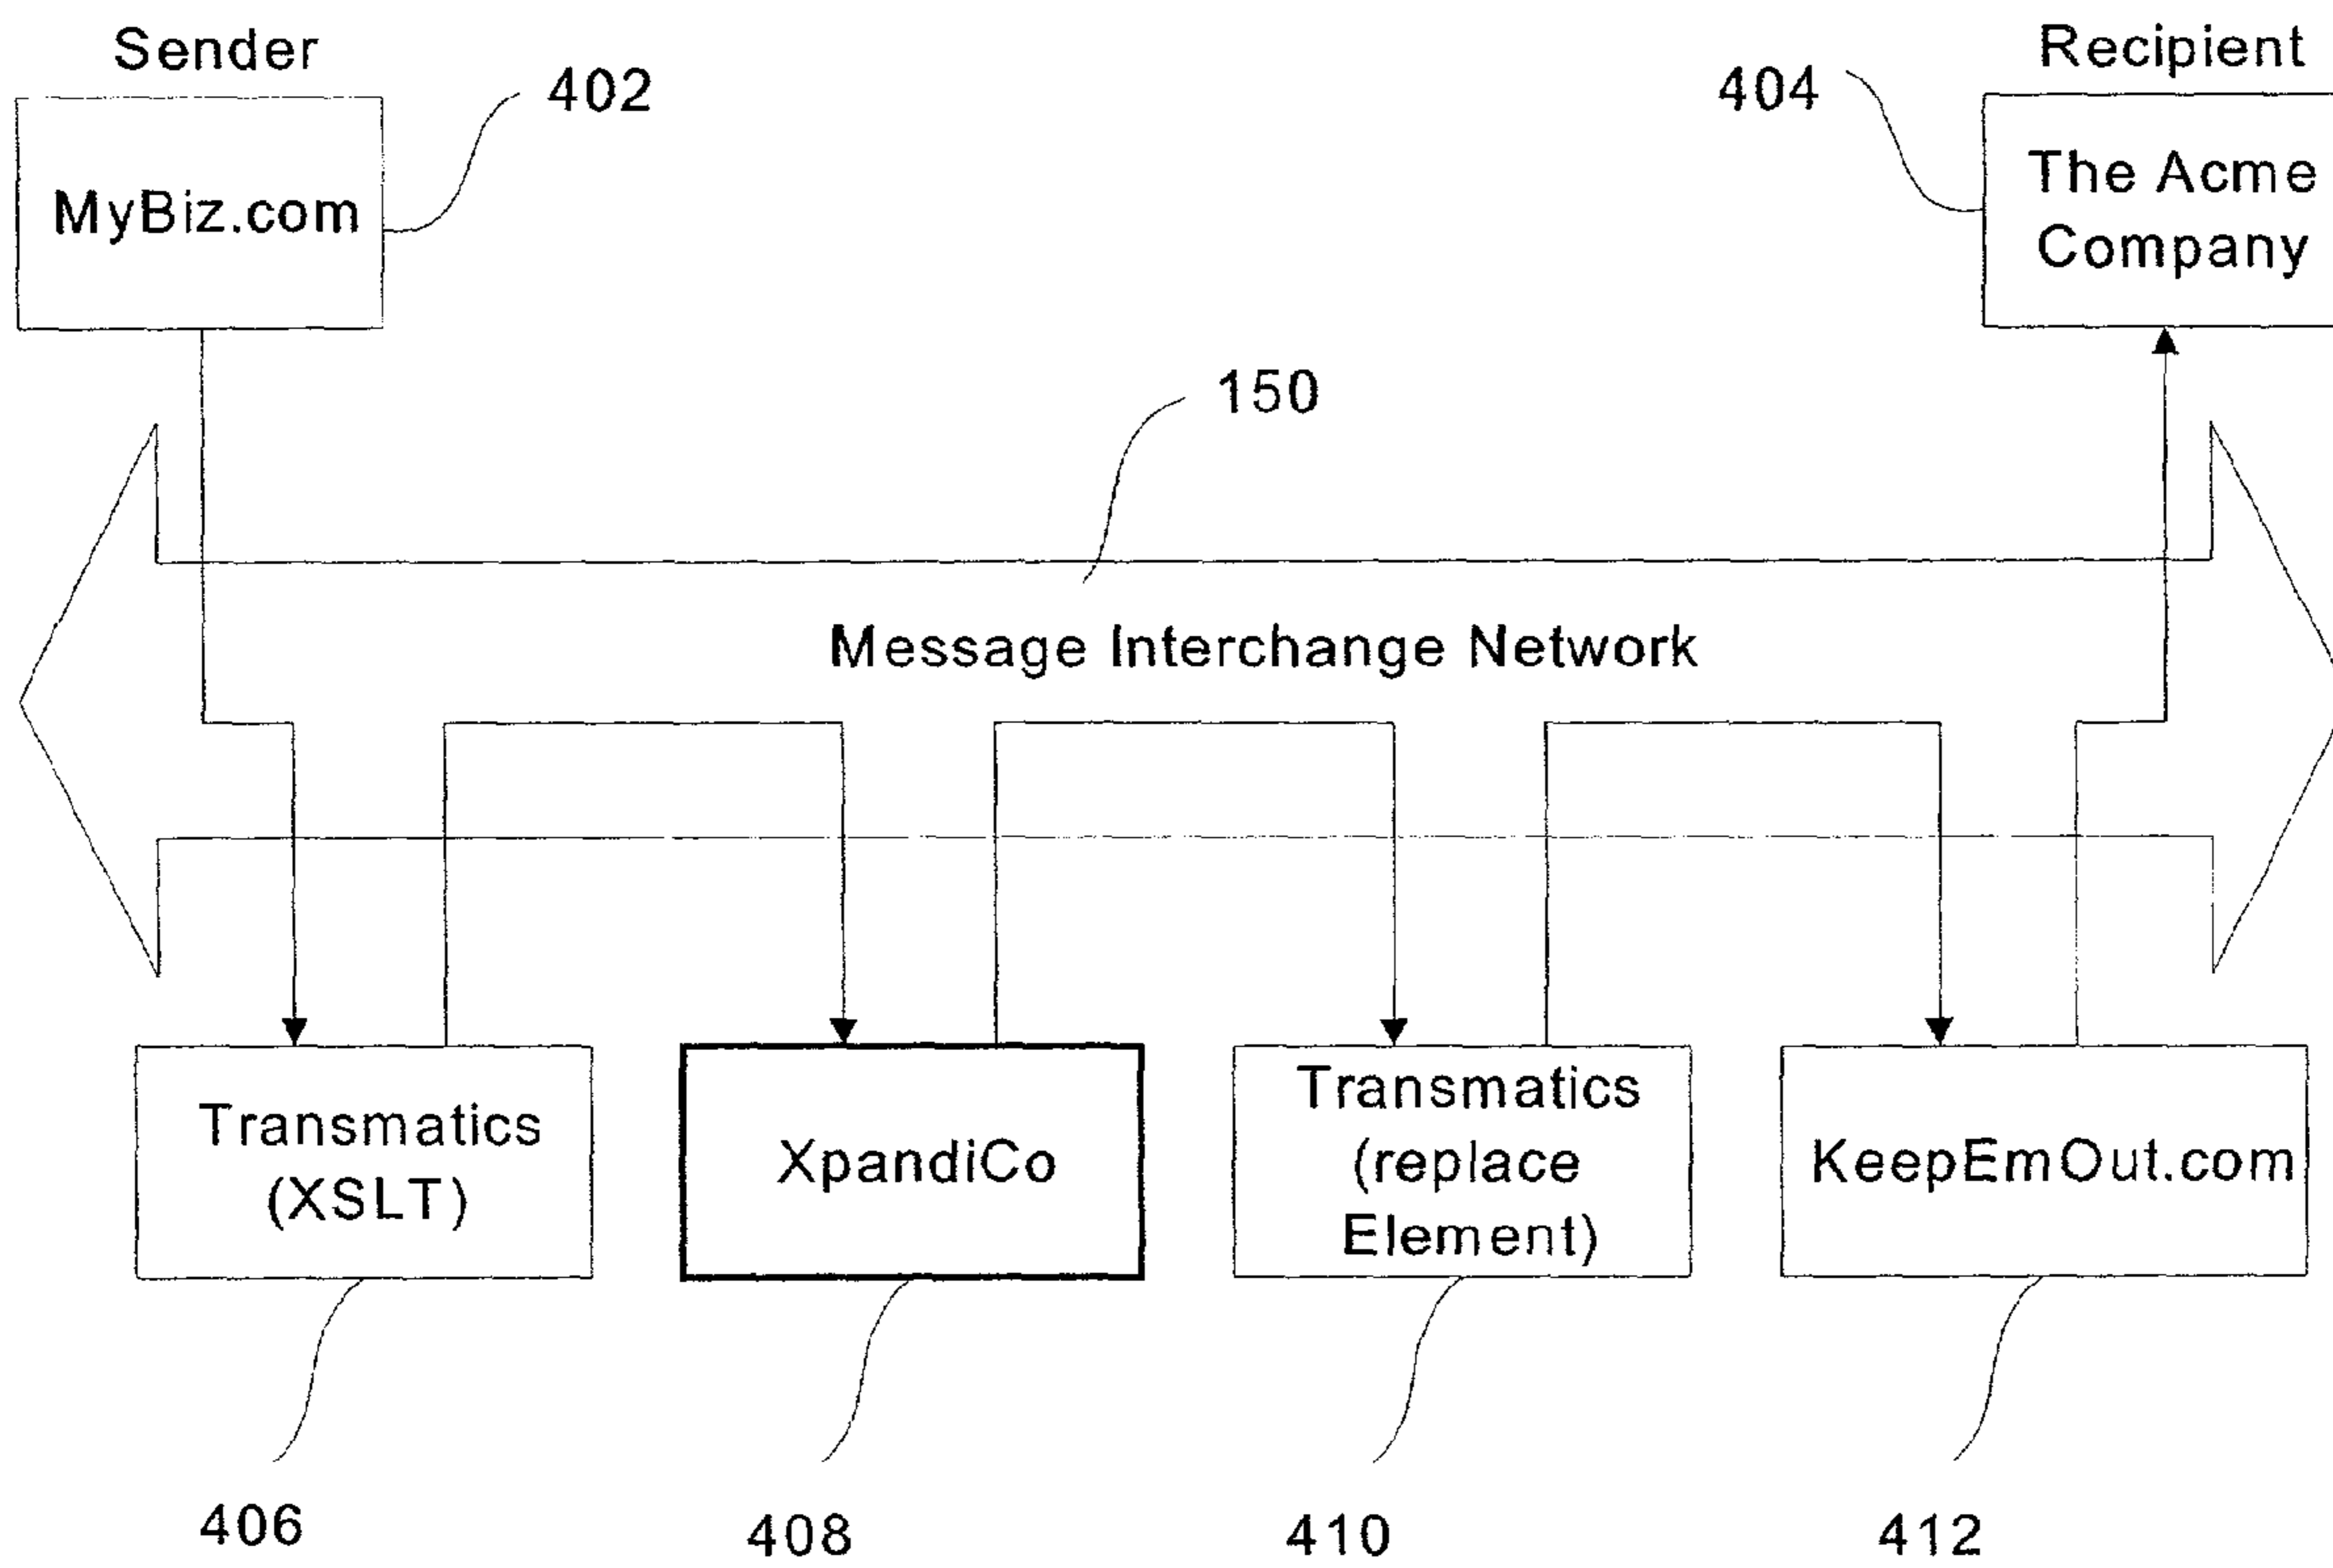 Sender
Recipient
402
404
MyBiz.com
The Acme
Company
150
Message Interchange Network
Transmatics
(XSLT)
XpandiCo
Transmatics
(replace
Element)
KeepEmOut.com
406
408
410
412